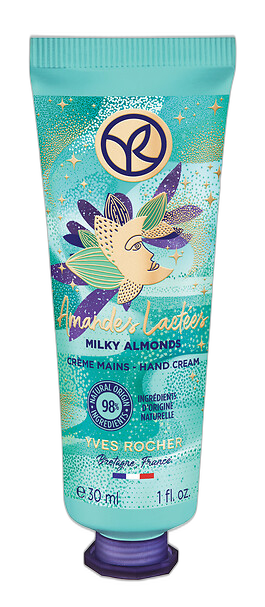 Amandes Lactées
MILKY ALMONDS
CRÈME MAINS - HAND CREAM
NATURAL ORIGIN
98%
INGREDIENTS
INGRÉDIENTS
D'ORIGINE
NATURELLE
YVES ROCHER
Bretagne, France
℮ 30 ml 1 fl. oz.